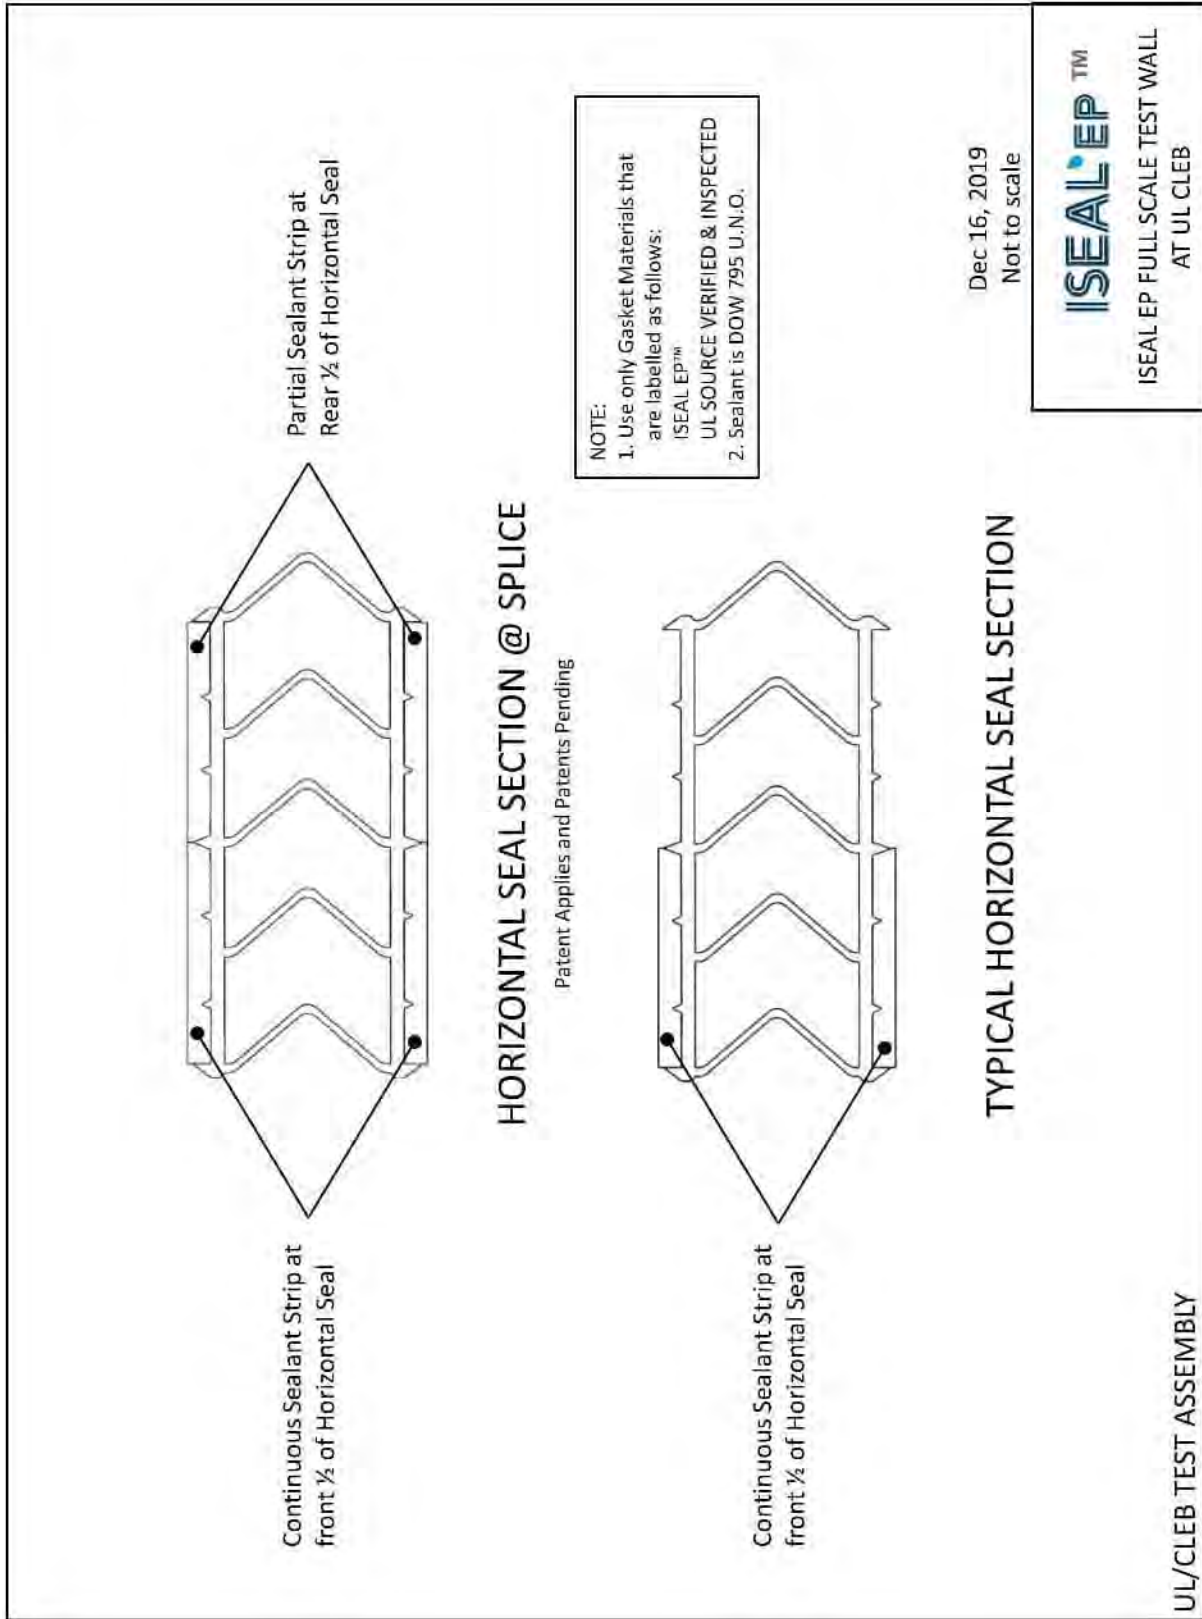 Continuous Sealant Strip at
front ½ of Horizontal Seal
Partial Sealant Strip at
Rear ½ of Horizontal Seal
HORIZONTAL SEAL SECTION @ SPLICE
Patent Applies and Patents Pending
NOTE:
1. Use only Gasket Materials that
are labelled as follows:
ISEAL EP™
UL SOURCE VERIFIED & INSPECTED
2. Sealant is DOW 795 U.N.O.
Continuous Sealant Strip at
front ½ of Horizontal Seal
TYPICAL HORIZONTAL SEAL SECTION
Dec 16, 2019
Not to scale
ISEAL'EP™
ISEAL EP FULL SCALE TEST WALL
AT UL CLEB
UL/CLEB TEST ASSEMBLY